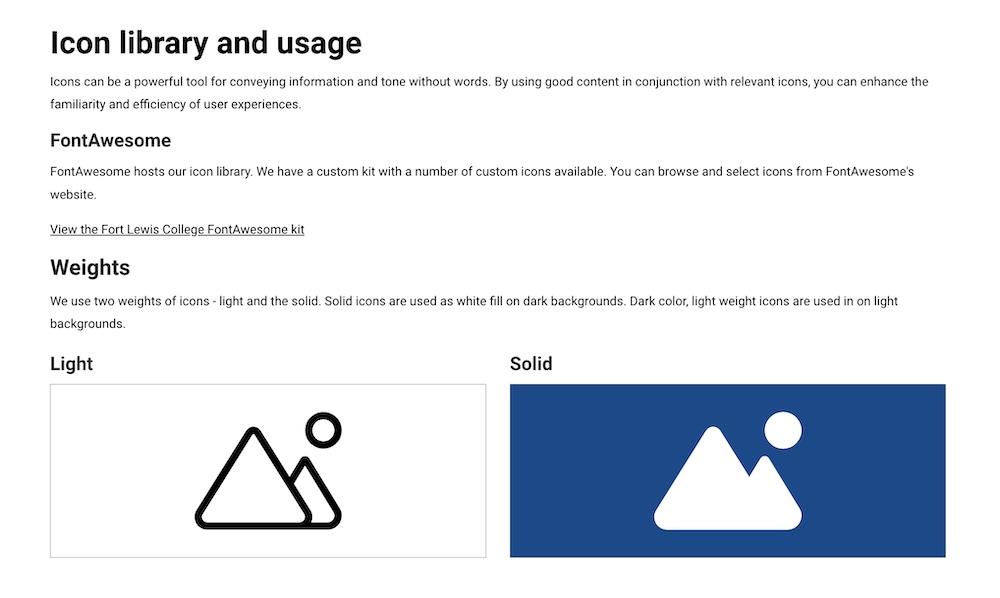 Icon library and usage
Icons can be a powerful tool for conveying information and tone without words. By using good content in conjunction with relevant icons, you can enhance the
familiarity and efficiency of user experiences.
FontAwesome
FontAwesome hosts our icon library. We have a custom kit with a number of custom icons available. You can browse and select icons from FontAwesome's
website.
View the Fort Lewis College FontAwesome kit
Weights
We use two weights of icons - light and the solid. Solid icons are used as white fill on dark backgrounds. Dark color, light weight icons are used in on light
backgrounds.
Light
Solid